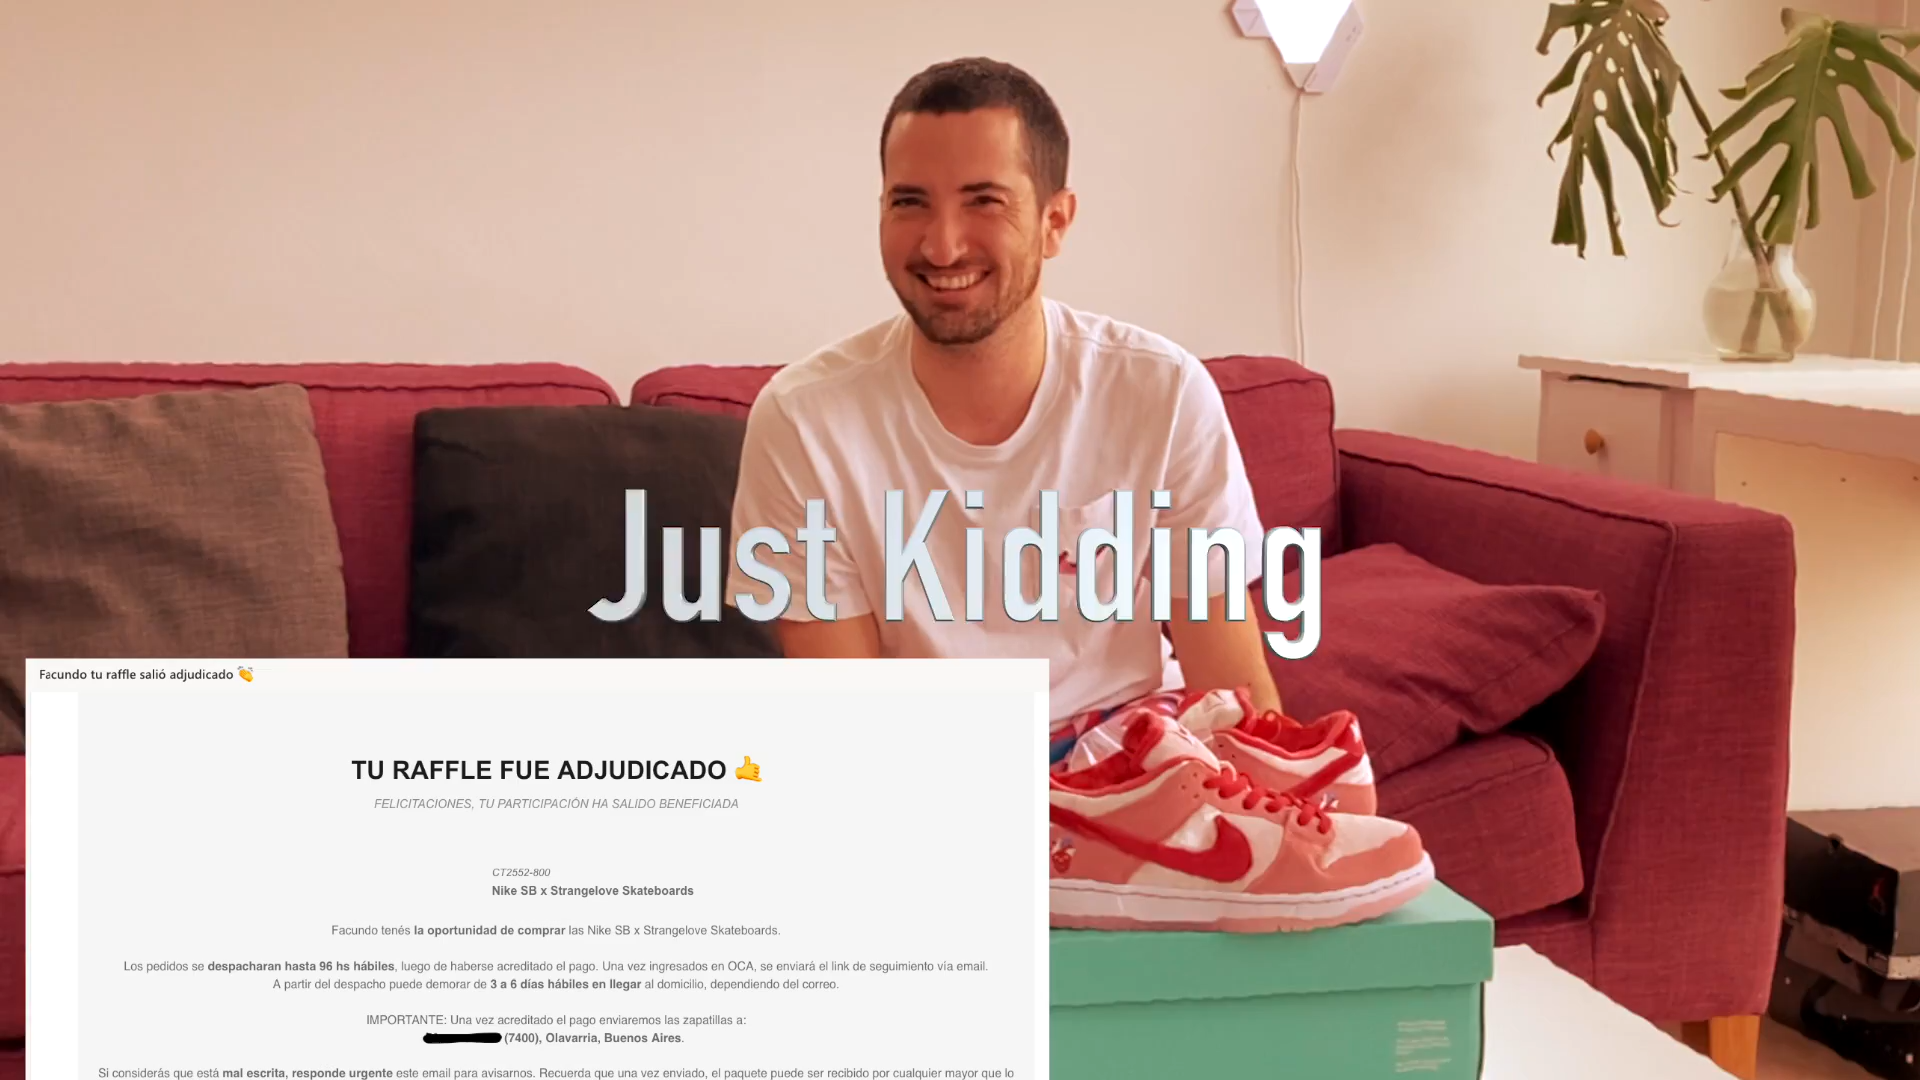 Just Kidding
Facundo tu raffle salió adjudicado 👏
TU RAFFLE FUE ADJUDICADO 🤙
FELICITACIONES, TU PARTICIPACIÓN HA SALIDO BENEFICIADA
CT2552-800
Nike SB x Strangelove Skateboards
Facundo tenés la oportunidad de comprar las Nike SB x Strangelove Skateboards.
Los pedidos se despacharan hasta 96 hs hábiles, luego de haberse acreditado el pago. Una vez ingresados en OCA, se enviará el link de seguimiento vía email.
A partir del despacho puede demorar de 3 a 6 días hábiles en llegar al domicilio, dependiendo del correo.
IMPORTANTE: Una vez acreditado el pago enviaremos las zapatillas a:
(7400), Olavarria, Buenos Aires.
Si considerás que está mal escrita, responde urgente este email para avisarnos. Recuerda que una vez enviado, el paquete puede ser recibido por cualquier mayor que lo